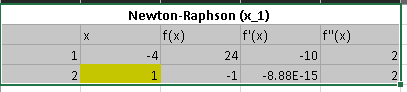 Newton-Raphson (x_1)
x f(x) f'(x) f''(x)
1 -4 24 -10 2
2 1 -1 -8.88E-15 2